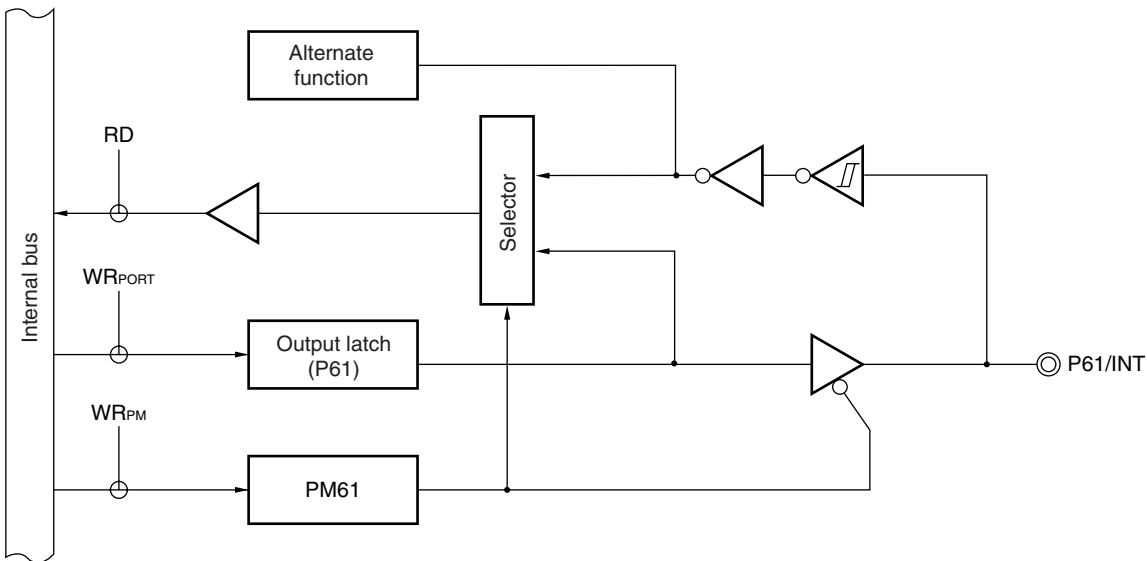 Alternate
function
RD
Selector
Internal bus
WRPORT
Output latch
(P61)
P61/INT
WRPM
PM61